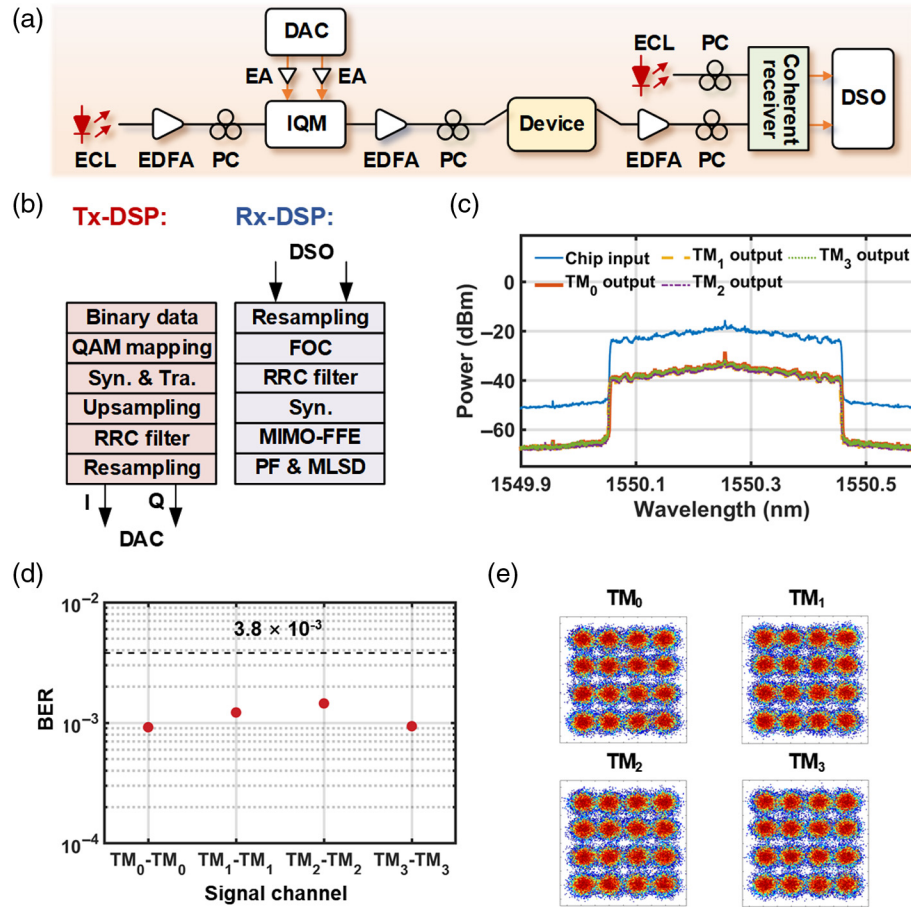 (a)
DAC
EA
EA
ECL
EDFA
PC
IQM
EDFA
PC
Device
ECL
PC
EDFA
PC
Coherent receiver
DSO
(b)
Tx-DSP:
Binary data
QAM mapping
Syn. & Tra.
Upsampling
RRC filter
Resampling
I
Q
DAC
Rx-DSP:
DSO
Resampling
FOC
RRC filter
Syn.
MIMO-FFE
PF & MLSD
(c)
Chip input
TM₁ output
TM₃ output
TM₀ output
TM₂ output
Power (dBm)
0
−20
−40
−60
1549.9
1550.1
1550.3
1550.5
Wavelength (nm)
(d)
BER
10⁻²
10⁻³
10⁻⁴
3.8 × 10⁻³
TM₀-TM₀
TM₁-TM₁
TM₂-TM₂
TM₃-TM₃
Signal channel
(e)
TM₀
TM₁
TM₂
TM₃